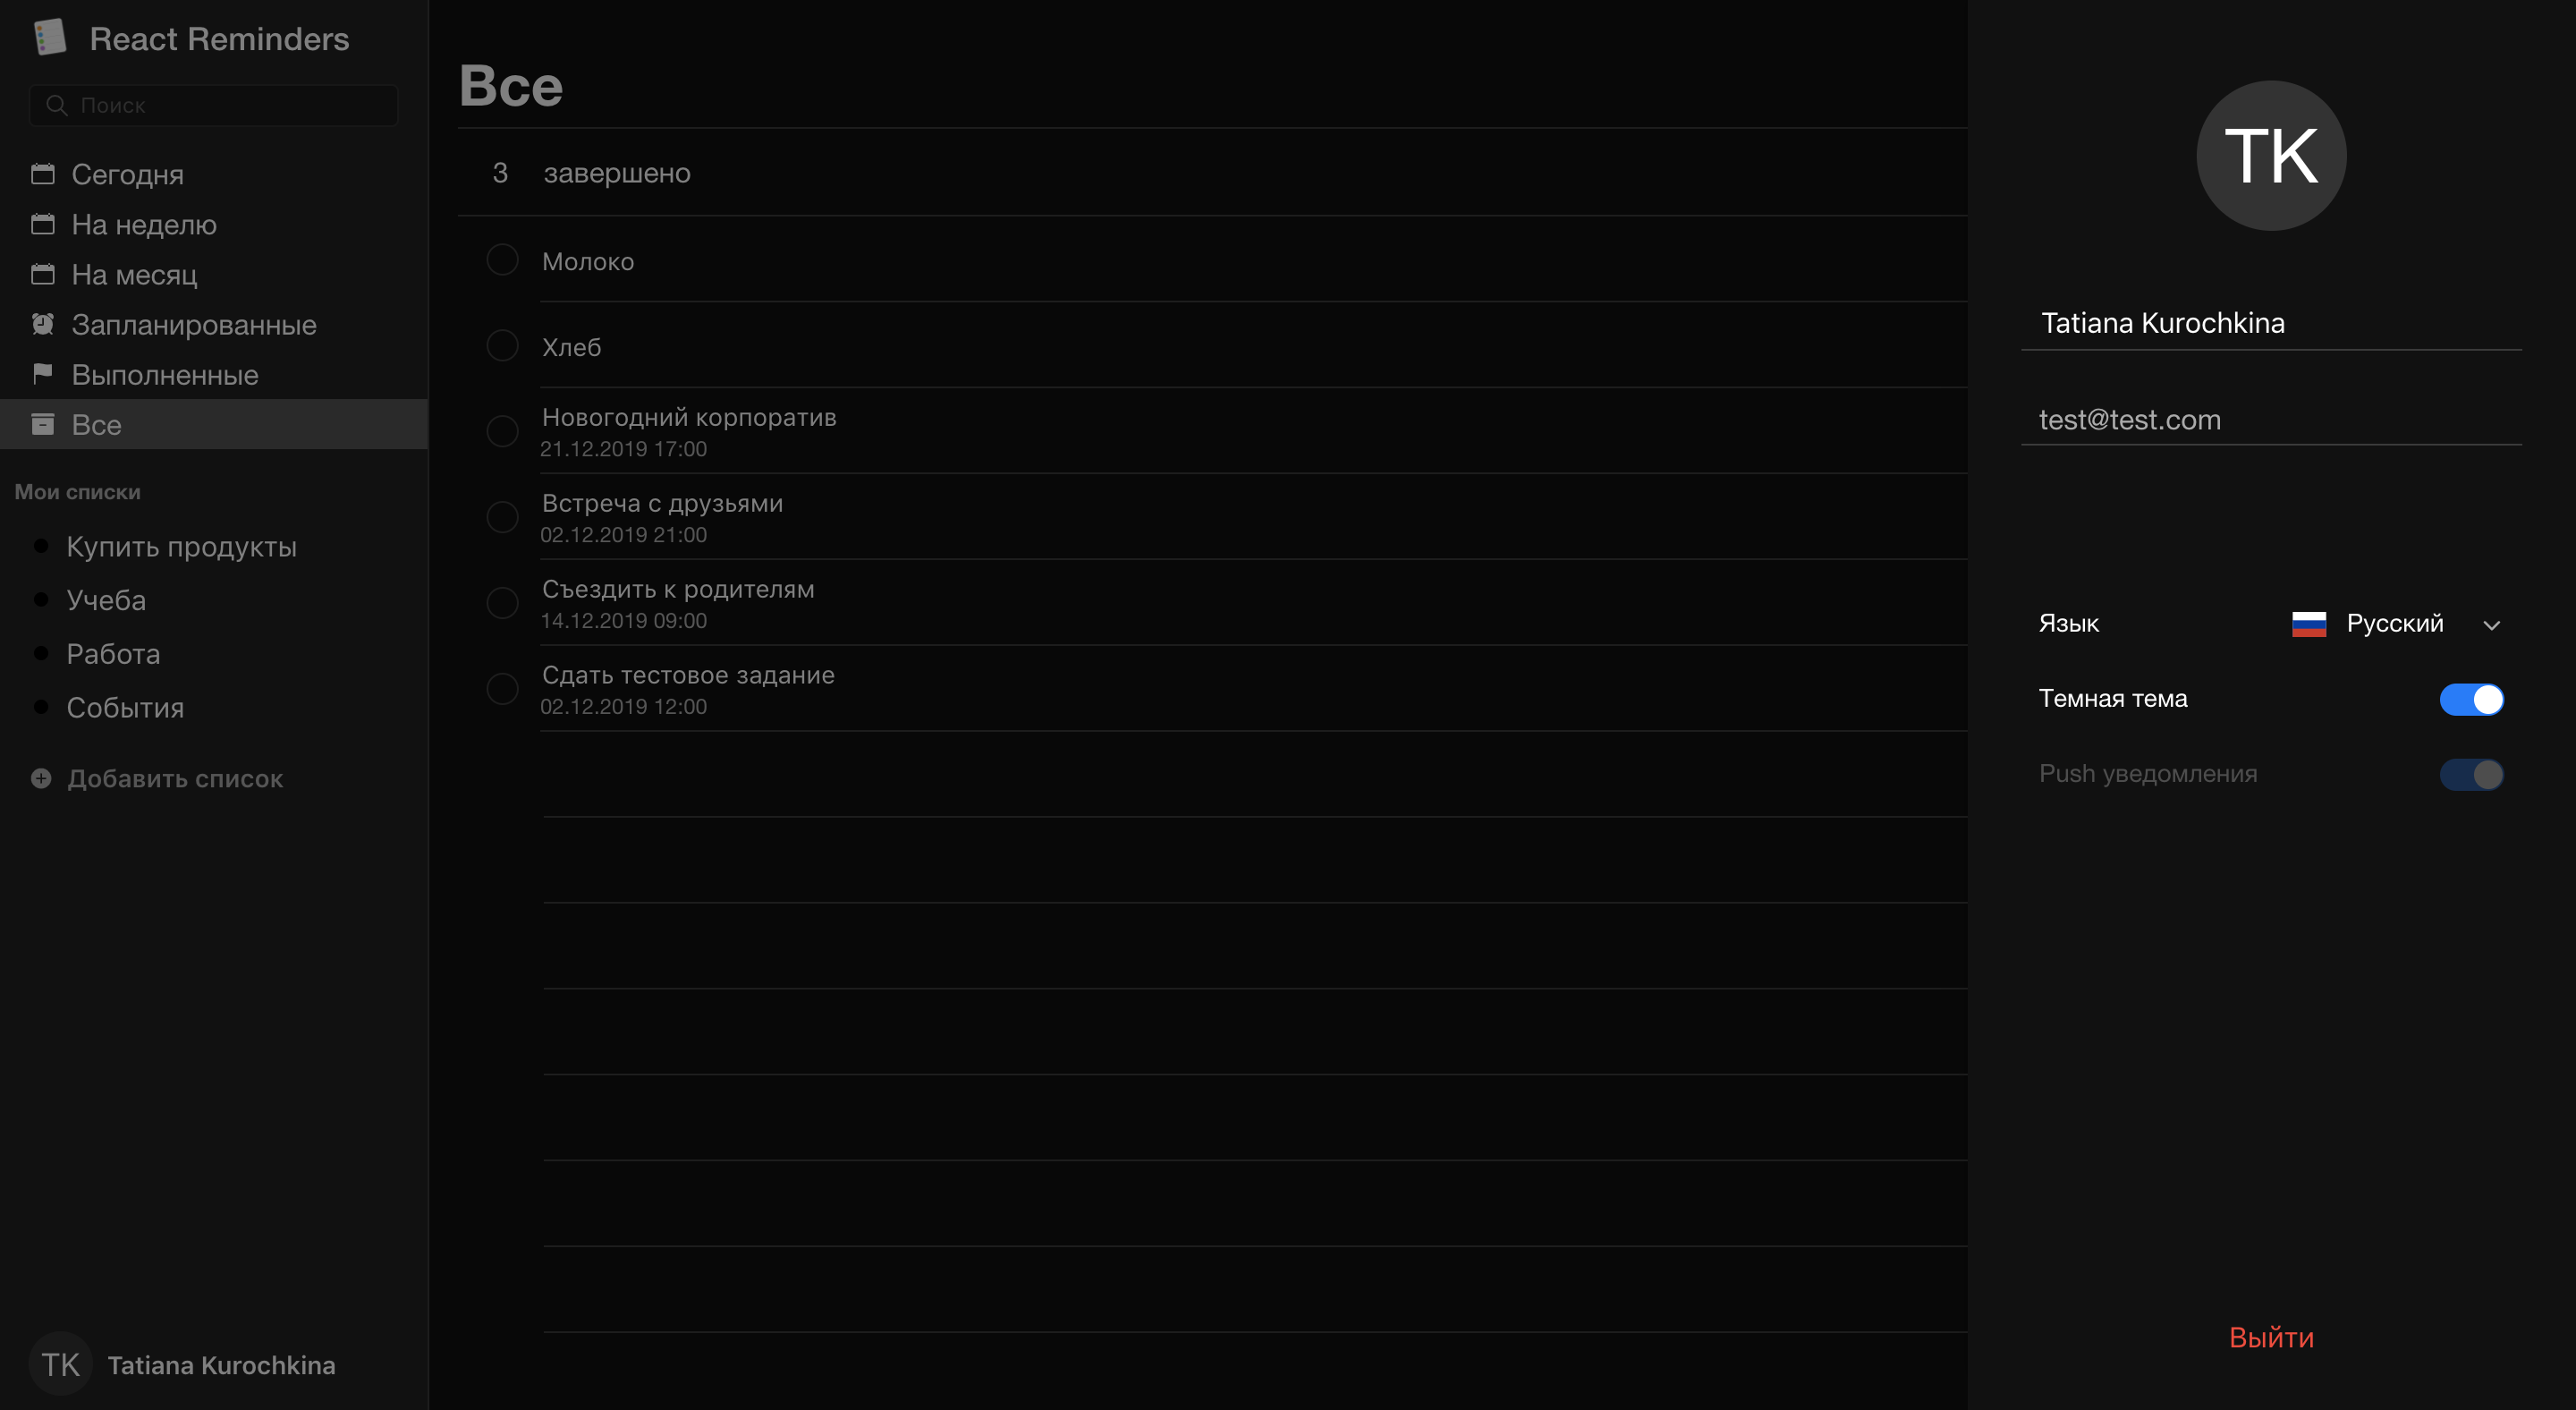 React Reminders
Поиск
Сегодня
На неделю
На месяц
Запланированные
Выполненные
Все
Мои списки
Купить продукты
Учеба
Работа
События
Добавить список
TK
Tatiana Kurochkina
Все
3 завершено
Молоко
Хлеб
Новогодний корпоратив
21.12.2019 17:00
Встреча с друзьями
02.12.2019 21:00
Съездить к родителям
14.12.2019 09:00
Сдать тестовое задание
02.12.2019 12:00
TK
Tatiana Kurochkina
test@test.com
Язык Русский
Темная тема
Push уведомления
Выйти